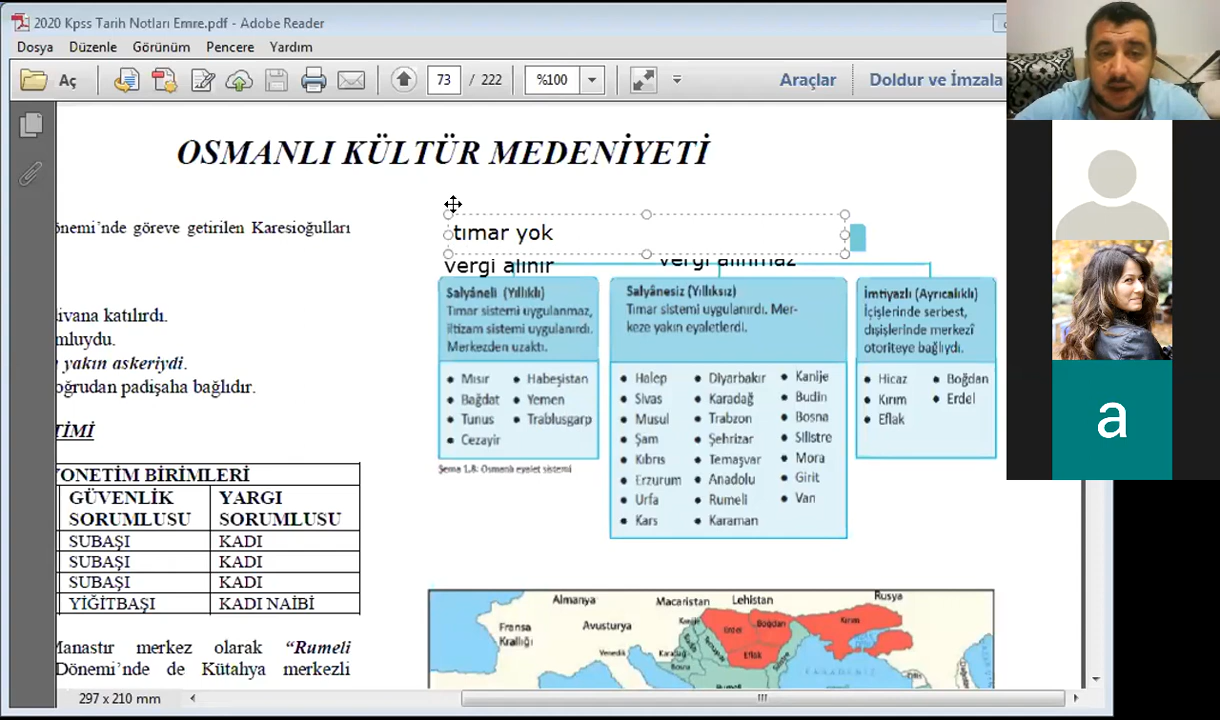 2020 Kpss Tarih Notları Emre.pdf - Adobe Reader
Dosya Düzenle Görünüm Pencere Yardım
Aç 73 / 222 %100 Araçlar Doldur ve İmzala
OSMANLI KÜLTÜR MEDENİYETİ
önemi'nde göreve getirilen Karesioğulları
ivana katılırdı.
mluydu.
yakın askeriydi.
oğrudan padişaha bağlıdır.
TİMİ
YÖNETİM BİRİMLERİ
GÜVENLİK SORUMLUSU
YARGI SORUMLUSU
SUBAŞI KADI
SUBAŞI KADI
SUBAŞI KADI
YİĞİTBAŞI KADI NAİBİ
Manastır merkez olarak “Rumeli
Dönemi’nde de Kütahya merkezli
tımar yok
vergi alınır
vergi alınmaz
Salyâneli (Yıllıklı)
Tımar sistemi uygulanmaz,
iltizam sistemi uygulanırdı.
Merkezden uzaktı.
Mısır
Bağdat
Tunus
Cezayir
Habeşistan
Yemen
Trablusgarp
Şema 1.8: Osmanlı eyalet sistemi
Salyânesiz (Yıllıksız)
Tımar sistemi uygulanırdı. Mer-
keze yakın eyaletlerdi.
Halep
Sivas
Musul
Şam
Kıbrıs
Erzurum
Urfa
Kars
Diyarbakır
Karadağ
Trabzon
Şehrizar
Temaşvar
Anadolu
Rumeli
Karaman
Kanije
Budin
Bosna
Silistre
Mora
Girit
Van
İmtiyazlı (Ayrıcalıklı)
İçişlerinde serbest,
dışişlerinde merkezî
otoriteye bağlıydı.
Hicaz
Kırım
Eflak
Boğdan
Erdel
Almanya Macaristan Lehistan Rusya
Fransa
Krallığı
Avusturya
Venedik
Erdel Boğdan Kırım
Eflak
Karadağ
Bosna
Rumeli
KARADENİZ
297 x 210 mm
a